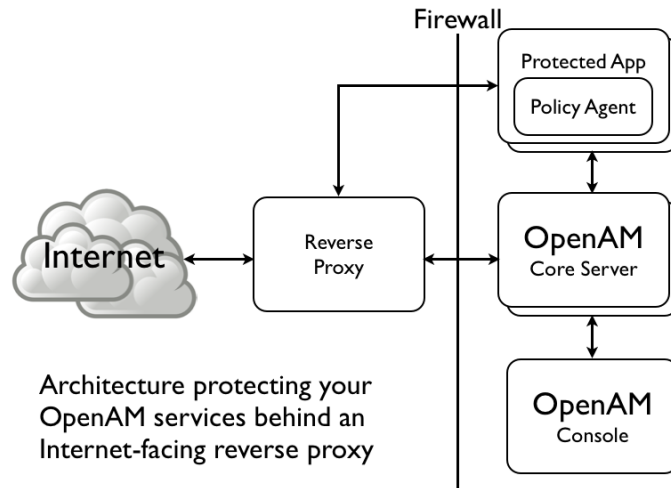 Firewall
Protected App
Policy Agent
Internet
Reverse
Proxy
OpenAM
Core Server
OpenAM
Console
Architecture protecting your
OpenAM services behind an
Internet-facing reverse proxy